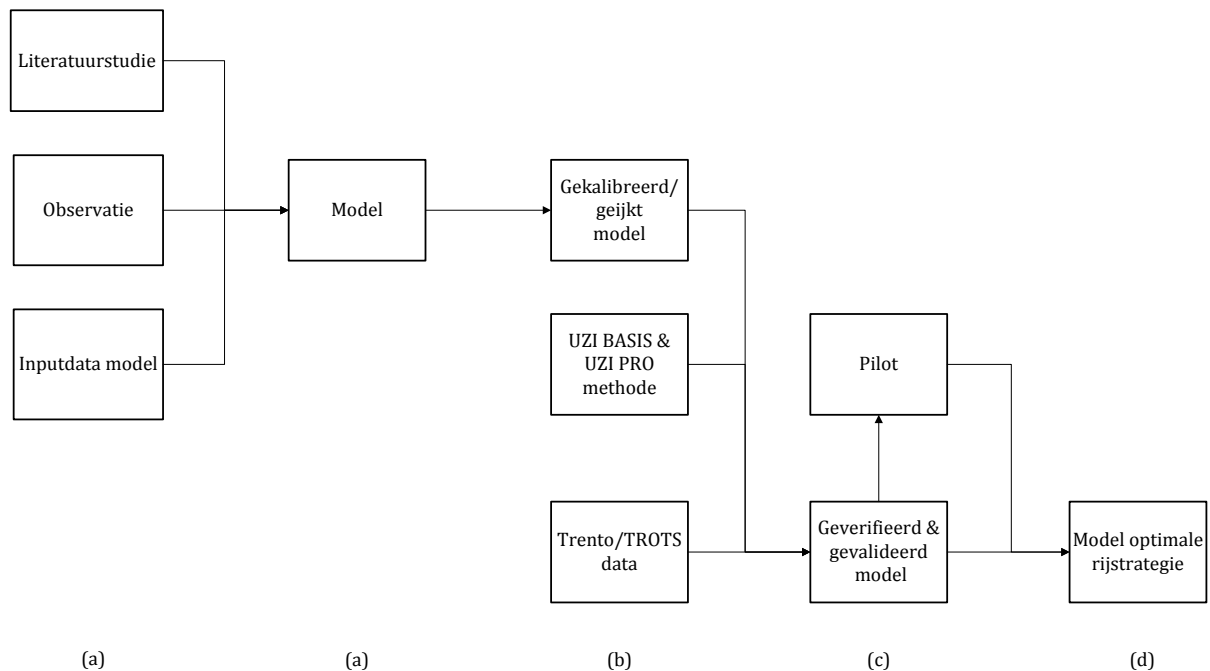 Literatuurstudie
Observatie
Inputdata model
Model
Gekalibreerd/
geijkt
model
UZI BASIS &
UZI PRO
methode
Trento/TROTS
data
Pilot
Geverifieerd &
gevalideerd
model
Model optimale
rijstrategie
(a)
(a)
(b)
(c)
(d)